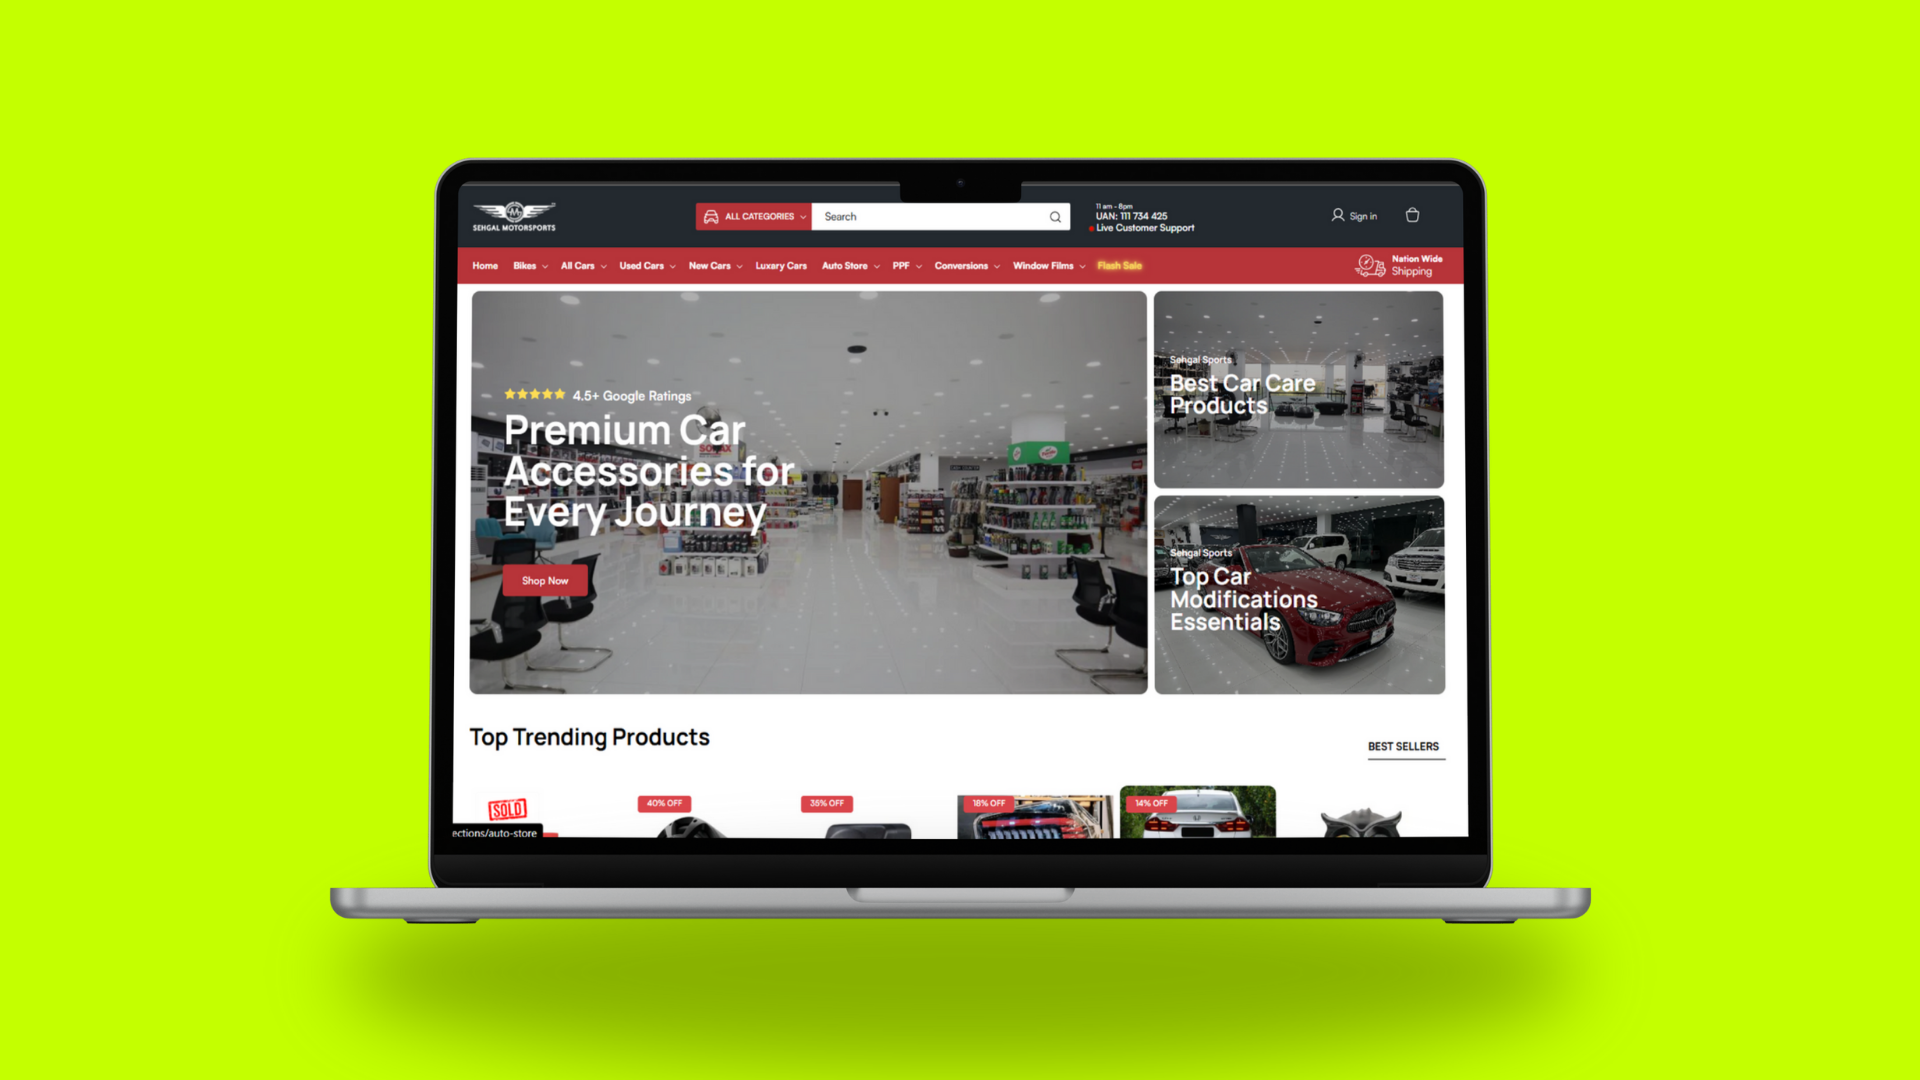 SEHGAL MOTORSPORTS
ALL CATEGORIES
Search
11 am - 8pm
UAN: 111 734 425
Live Customer Support
Sign in
Home
Bikes
All Cars
Used Cars
New Cars
Luxary Cars
Auto Store
PPF
Conversions
Window Films
Flash Sale
Nation Wide
Shipping
4.5+ Google Ratings
Premium Car
Accessories for
Every Journey
Shop Now
Sehgal Sports
Best Car Care
Products
Sehgal Sports
Top Car
Modifications
Essentials
Top Trending Products
BEST SELLERS
SOLD
40% OFF
35% OFF
18% OFF
14% OFF
ections/auto-store